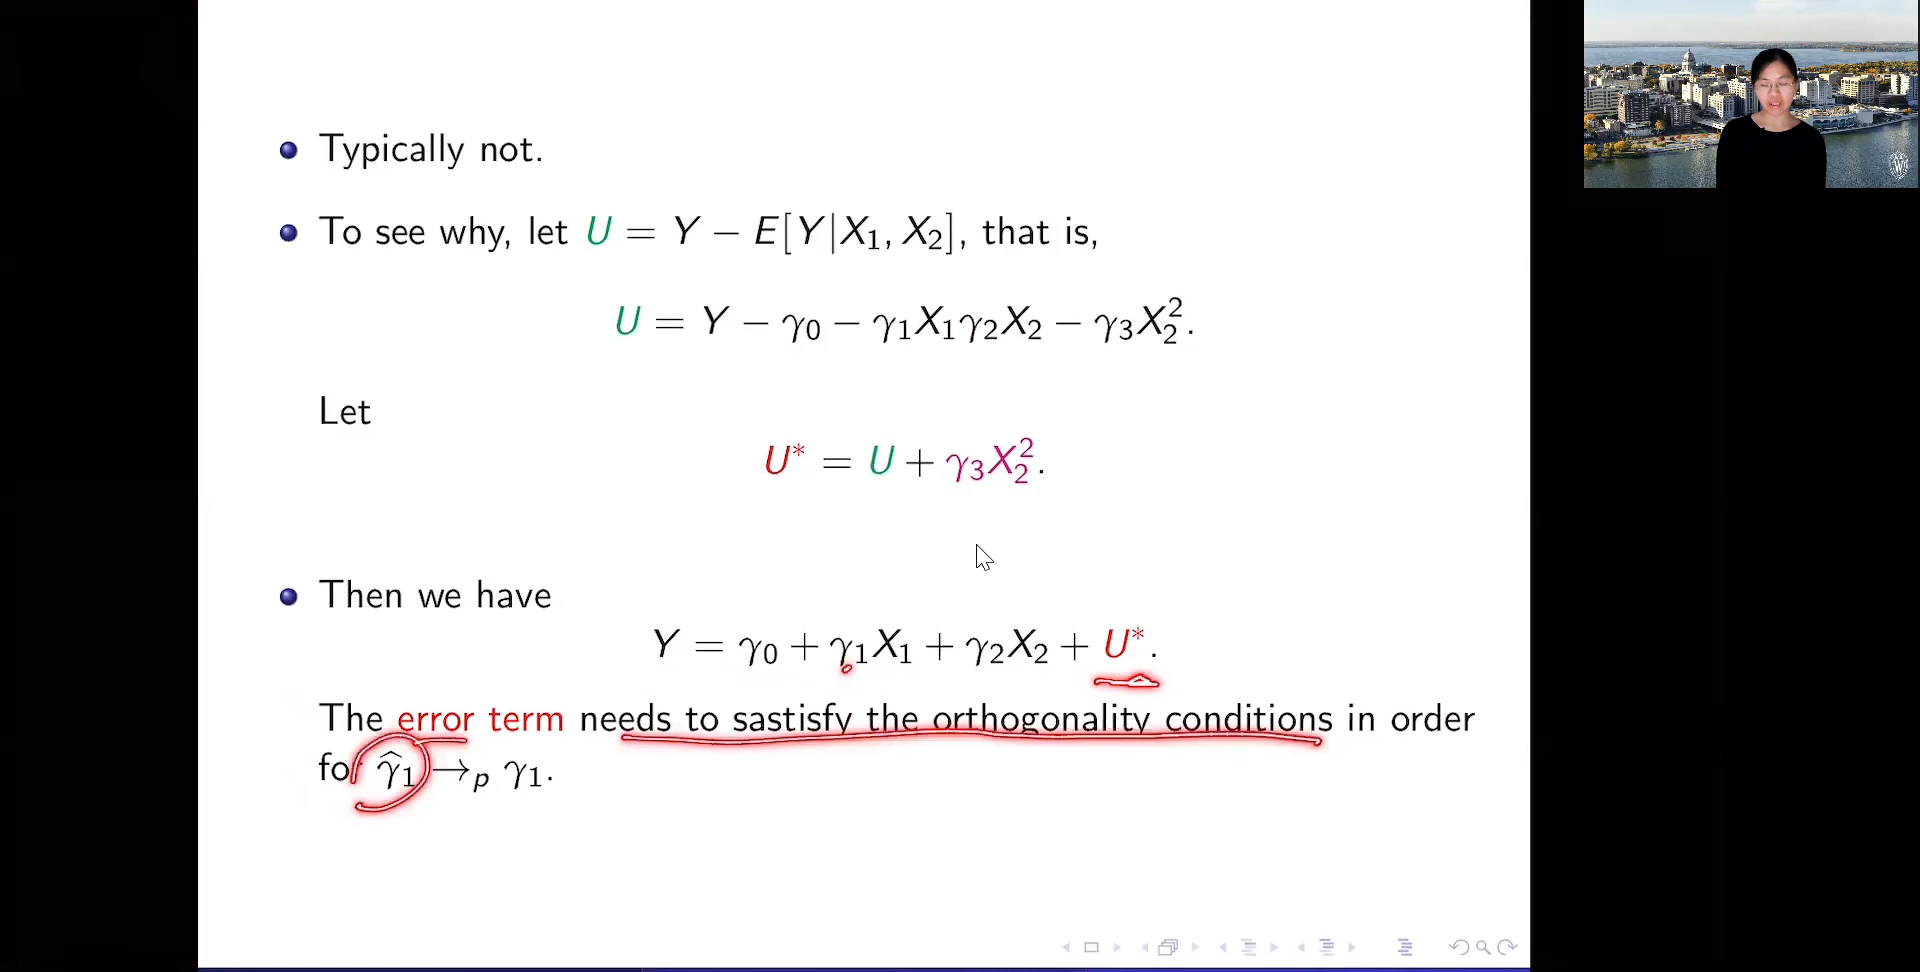 Typically not.
To see why, let U = Y − E[Y|X₁, X₂], that is,
U = Y − γ₀ − γ₁X₁γ₂X₂ − γ₃X₂².
Let
U* = U + γ₃X₂².
Then we have
Y = γ₀ + γ₁X₁ + γ₂X₂ + U*.
The error term needs to sastisfy the orthogonality conditions in order
for γ̂₁ →ₚ γ₁.
W